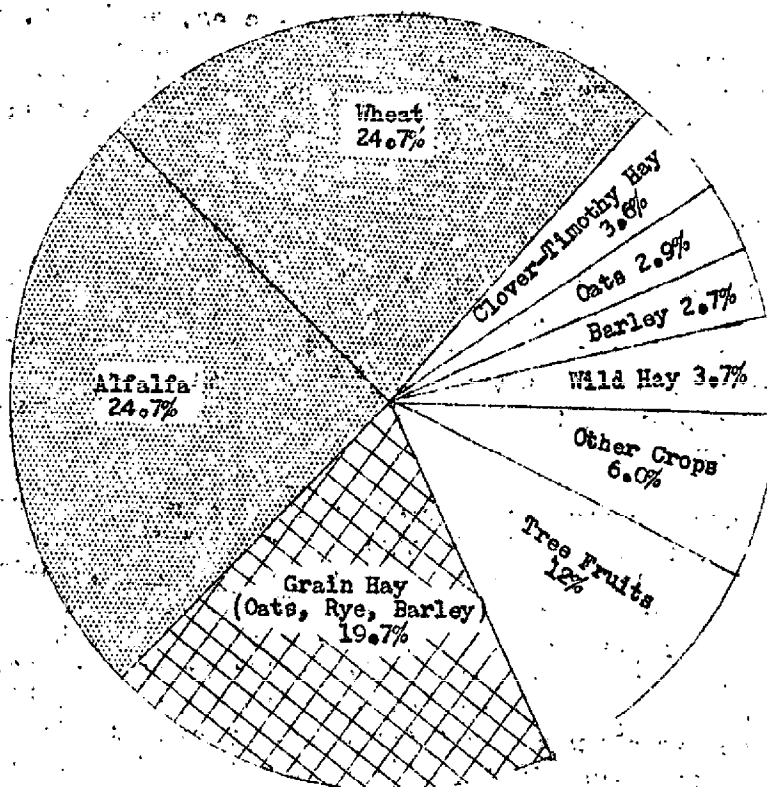 Wheat
24.7%
Clover-Timothy Hay
3.6%
Oats 2.9%
Barley 2.7%
Wild Hay 3.7%
Other Crops
6.0%
Tree Fruits
12%
Grain Hay
(Oats, Rye, Barley)
19.7%
Alfalfa
24.7%